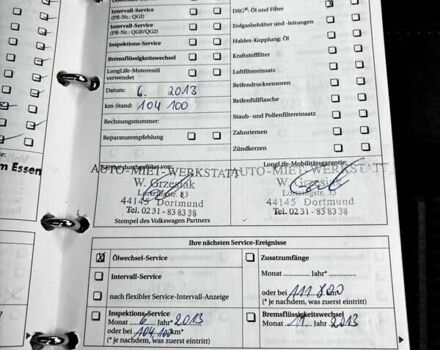 Intervall-Service
(PR-Nr.: QG1)
Intervall-Service
(PR-Nr.: QG0/QG2)
Inspektions-Service
Bremsflüssigkeitswechsel
LongLife-Motorenöl
verwendet
Datum: 6. 2013
km-Stand: 104 100
Rechnungsnummer:
Reparaturempfehlung
DSG®: Öl und Filter
Erdgasbehälter und -leitungen
Haldex-Kupplung: Öl
Kraftstofffilter
Luftfiltereinsatz
Reifendrucksensoren
Reifenfüllflasche
Staub- und Pollenfiltereinsatz
Zahnriemen
Zündkerzen
LongLife-Mobilitätsgarantie:
AUTO-MIET-WERKSTATT
W. Grzesiak
44145 Dortmund
Tel. 0231-838338
Stempel des Volkswagen Partners
AUTO-MIET-WERKSTATT
W. Grzesiak
44145 Dortmund
Tel. 0231-838338
m Essen
Ihre nächsten Service-Ereignisse
Ölwechsel-Service
Intervall-Service
nach flexibler Service-Intervall-Anzeige
Zusatzumfänge
Monat Jahr*
oder bei km*
(* je nachdem, was zuerst eintritt)
Inspektions-Service
Monat 6. Jahr* 2013
oder bei 104.100 km*
(* je nachdem, was zuerst eintritt)
Bremsflüssigkeitswechsel
Monat 11. Jahr 2013